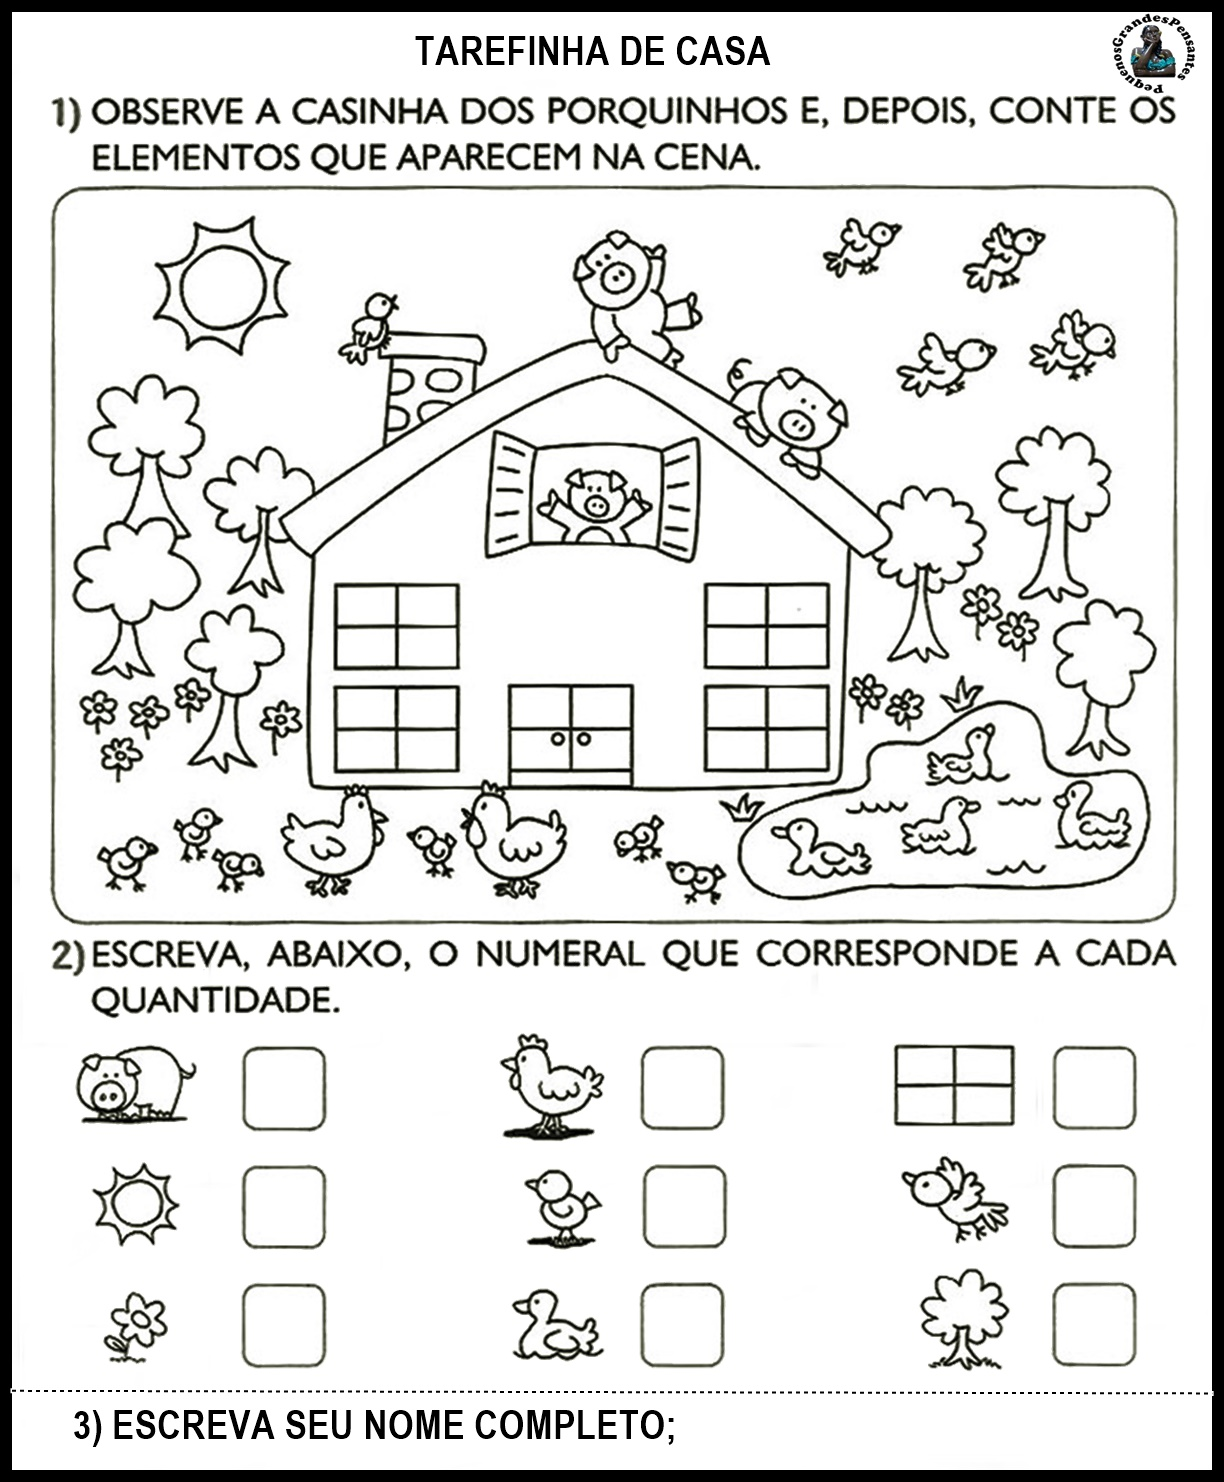 TAREFINHA DE CASA
PequenosGrandesPensantes
1) OBSERVE A CASINHA DOS PORQUINHOS E, DEPOIS, CONTE OS
ELEMENTOS QUE APARECEM NA CENA.
2) ESCREVA, ABAIXO, O NUMERAL QUE CORRESPONDE A CADA
QUANTIDADE.
3) ESCREVA SEU NOME COMPLETO;